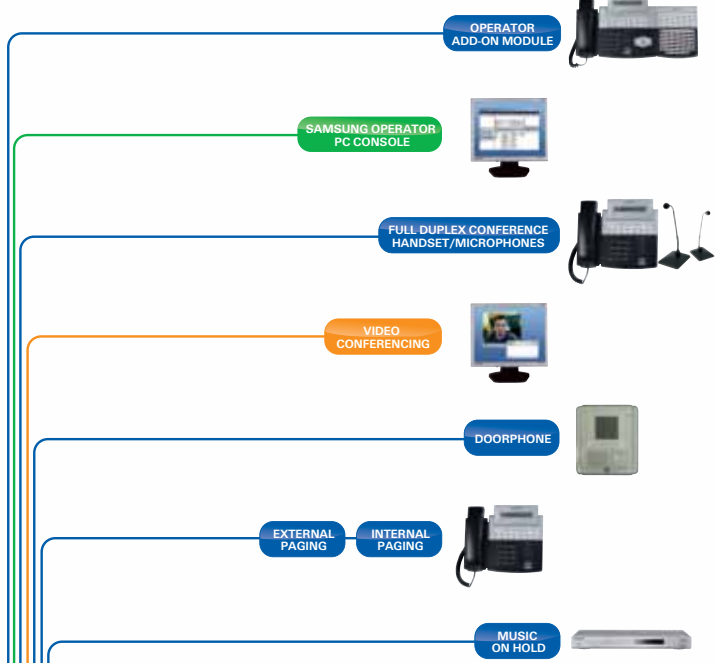 OPERATOR
ADD-ON MODULE
SAMSUNG OPERATOR
PC CONSOLE
FULL DUPLEX CONFERENCE
HANDSET/MICROPHONES
VIDEO
CONFERENCING
DOORPHONE
EXTERNAL
PAGING
INTERNAL
PAGING
MUSIC
ON HOLD